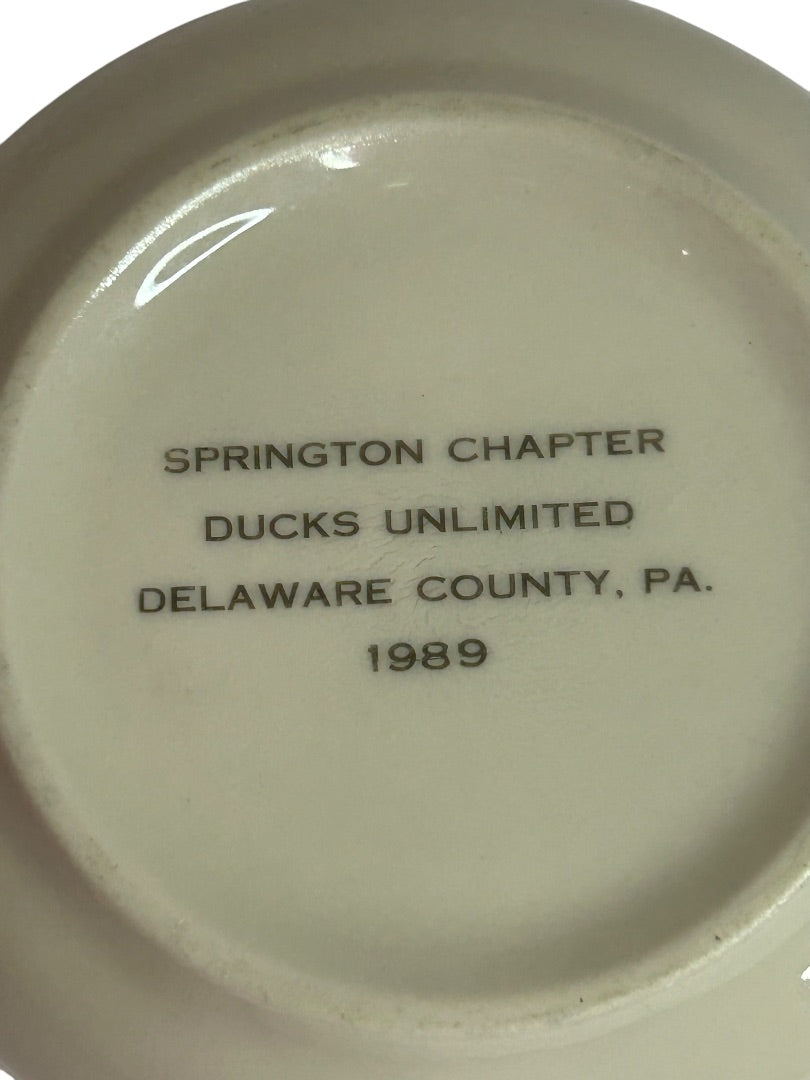 SPRINGTON CHAPTER
DUCKS UNLIMITED
DELAWARE COUNTY, PA.
1989